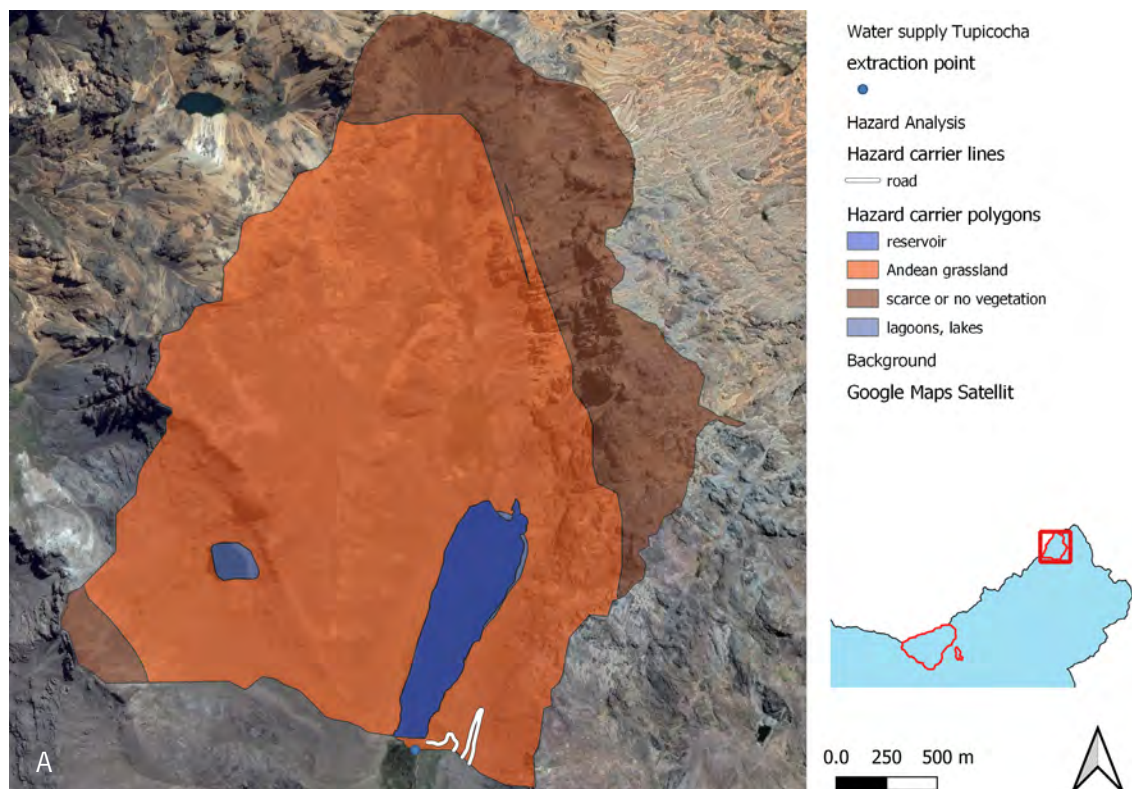 Water supply Tupicocha
extraction point
Hazard Analysis
Hazard carrier lines
road
Hazard carrier polygons
reservoir
Andean grassland
scarce or no vegetation
lagoons, lakes
Background
Google Maps Satellit
0.0 250 500 m
A